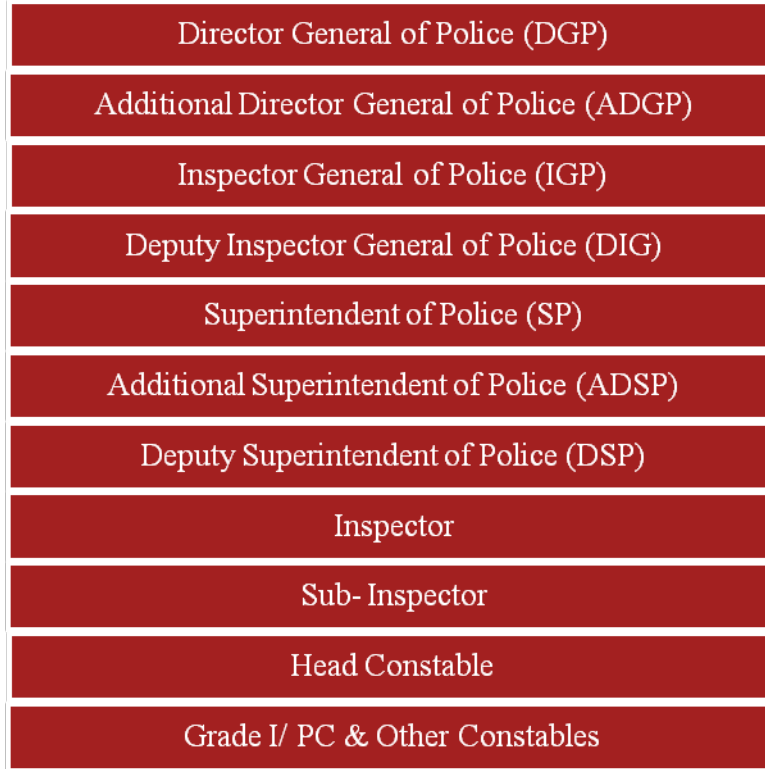 Director General of Police (DGP)
Additional Director General of Police (ADGP)
Inspector General of Police (IGP)
Deputy Inspector General of Police (DIG)
Superintendent of Police (SP)
Additional Superintendent of Police (ADSP)
Deputy Superintendent of Police (DSP)
Inspector
Sub- Inspector
Head Constable
Grade I/ PC & Other Constables